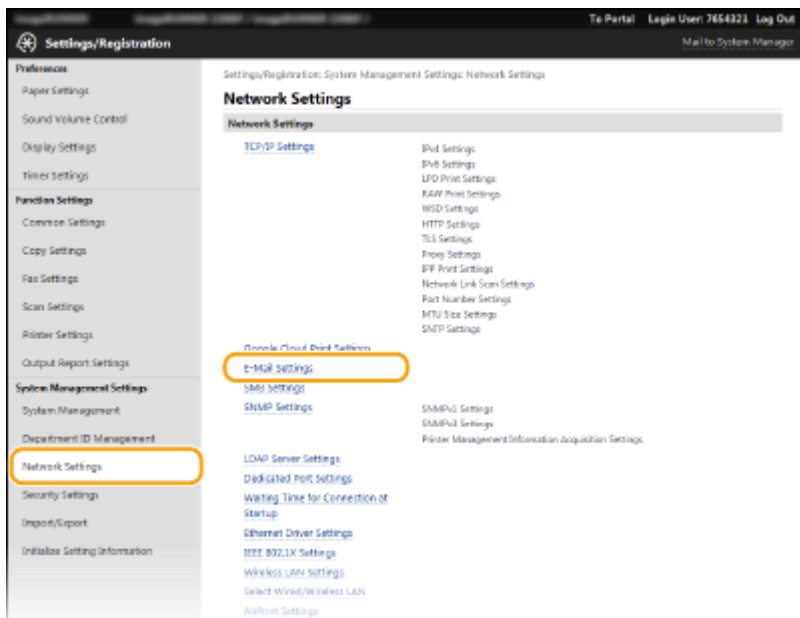 To Portal Login User: 7654321 Log Out
Settings/Registration
Mail to System Manager
Preferences
Paper Settings
Sound Volume Control
Display Settings
Timer Settings
Function Settings
Common Settings
Copy Settings
Fax Settings
Scan Settings
Printer Settings
Output Report Settings
System Management Settings
System Management
Department ID Management
Network Settings
Security Settings
Import/Export
Initialize Setting Information
Settings/Registration: System Management Settings: Network Settings
Network Settings
Network Settings
TCP/IP Settings
IPv4 Settings
IPv6 Settings
LPD Print Settings
RAW Print Settings
WSD Settings
HTTP Settings
TLS Settings
Proxy Settings
IPP Print Settings
Network Link Scan Settings
Port Number Settings
MTU Size Settings
SNTP Settings
Google Cloud Print Settings
E-Mail Settings
SMB Settings
SNMP Settings
SNMPv1 Settings
SNMPv3 Settings
Printer Management Information Acquisition Settings
LDAP Server Settings
Dedicated Port Settings
Waiting Time for Connection at
Startup
Ethernet Driver Settings
IEEE 802.1X Settings
Wireless LAN Settings
Select Wired/Wireless LAN
AirPrint Settings